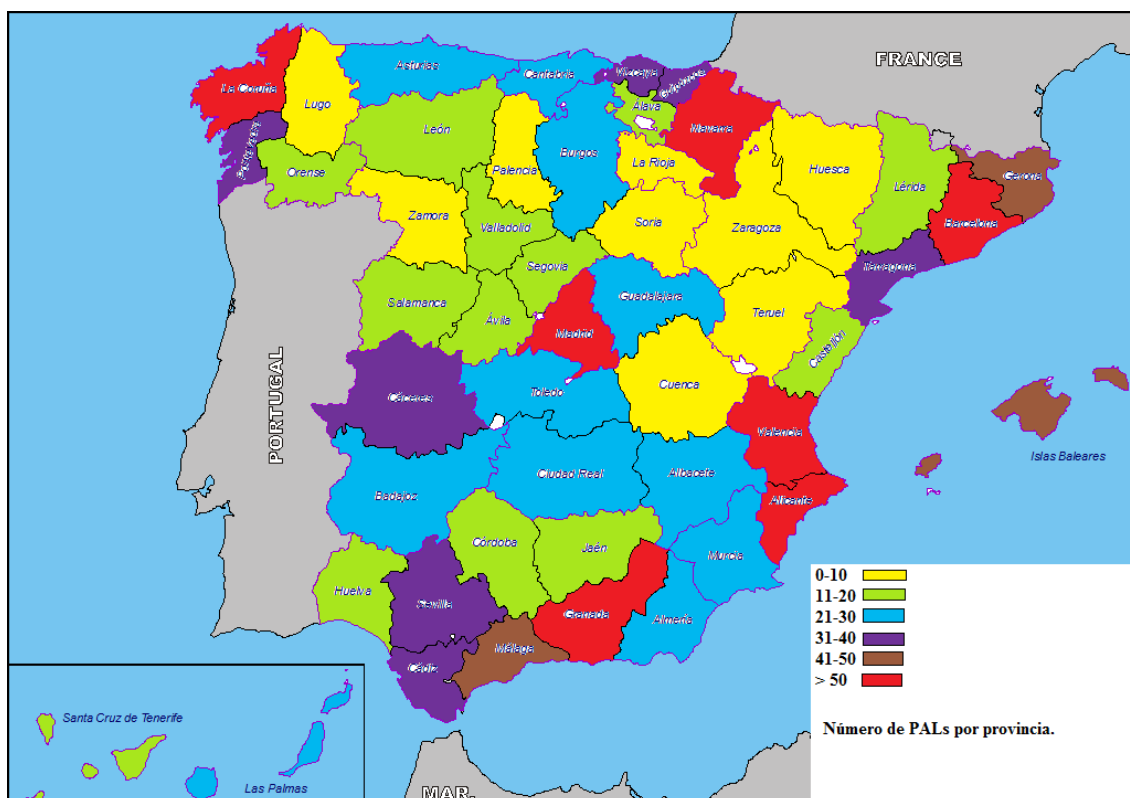 FRANCE
Asturias
Cantabria
Vizcaya
Guipúzcoa
La Coruña
Lugo
Álava
Navarra
León
Burgos
La Rioja
Huesca
Pontevedra
Orense
Palencia
Lérida
Gerona
Zamora
Valladolid
Soria
Zaragoza
Barcelona
Segovia
Tarragona
Salamanca
Ávila
Guadalajara
Teruel
Madrid
Castellón
PORTUGAL
Cáceres
Toledo
Cuenca
Valencia
Islas Baleares
Badajoz
Ciudad Real
Albacete
Alicante
Córdoba
Jaén
Murcia
Huelva
Sevilla
Granada
Almería
Málaga
Cádiz
0-10
11-20
21-30
31-40
41-50
> 50
Número de PALs por provincia.
Santa Cruz de Tenerife
Las Palmas
MAR.